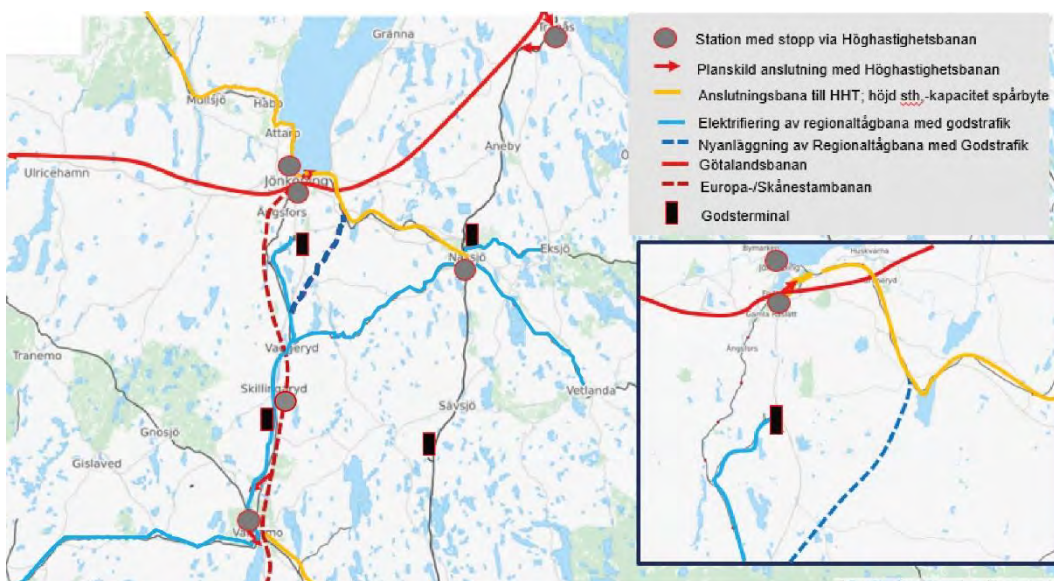 Gränna
Station med stopp via Höghastighetsbanan
Planskild anslutning med Höghastighetsbanan
Anslutningsbana till HHT; höjd sth,-kapacitet spårbyte
Elektrifiering av regionaltågbana med godstrafik
Nyanläggning av Regionaltågbana med Godstrafik
Götalandsbanan
Europa-/Skånestambanan
Godsterminal
Mullsjö
Habo
Attarp
Aneby
Ulricehamn
Ängsfors
Eksjö
Tranemo
Skillingaryd
Vetlanda
Sävsjö
Gnosjö
Gislaved
Bymarken
Huskvarna
Ängsfors